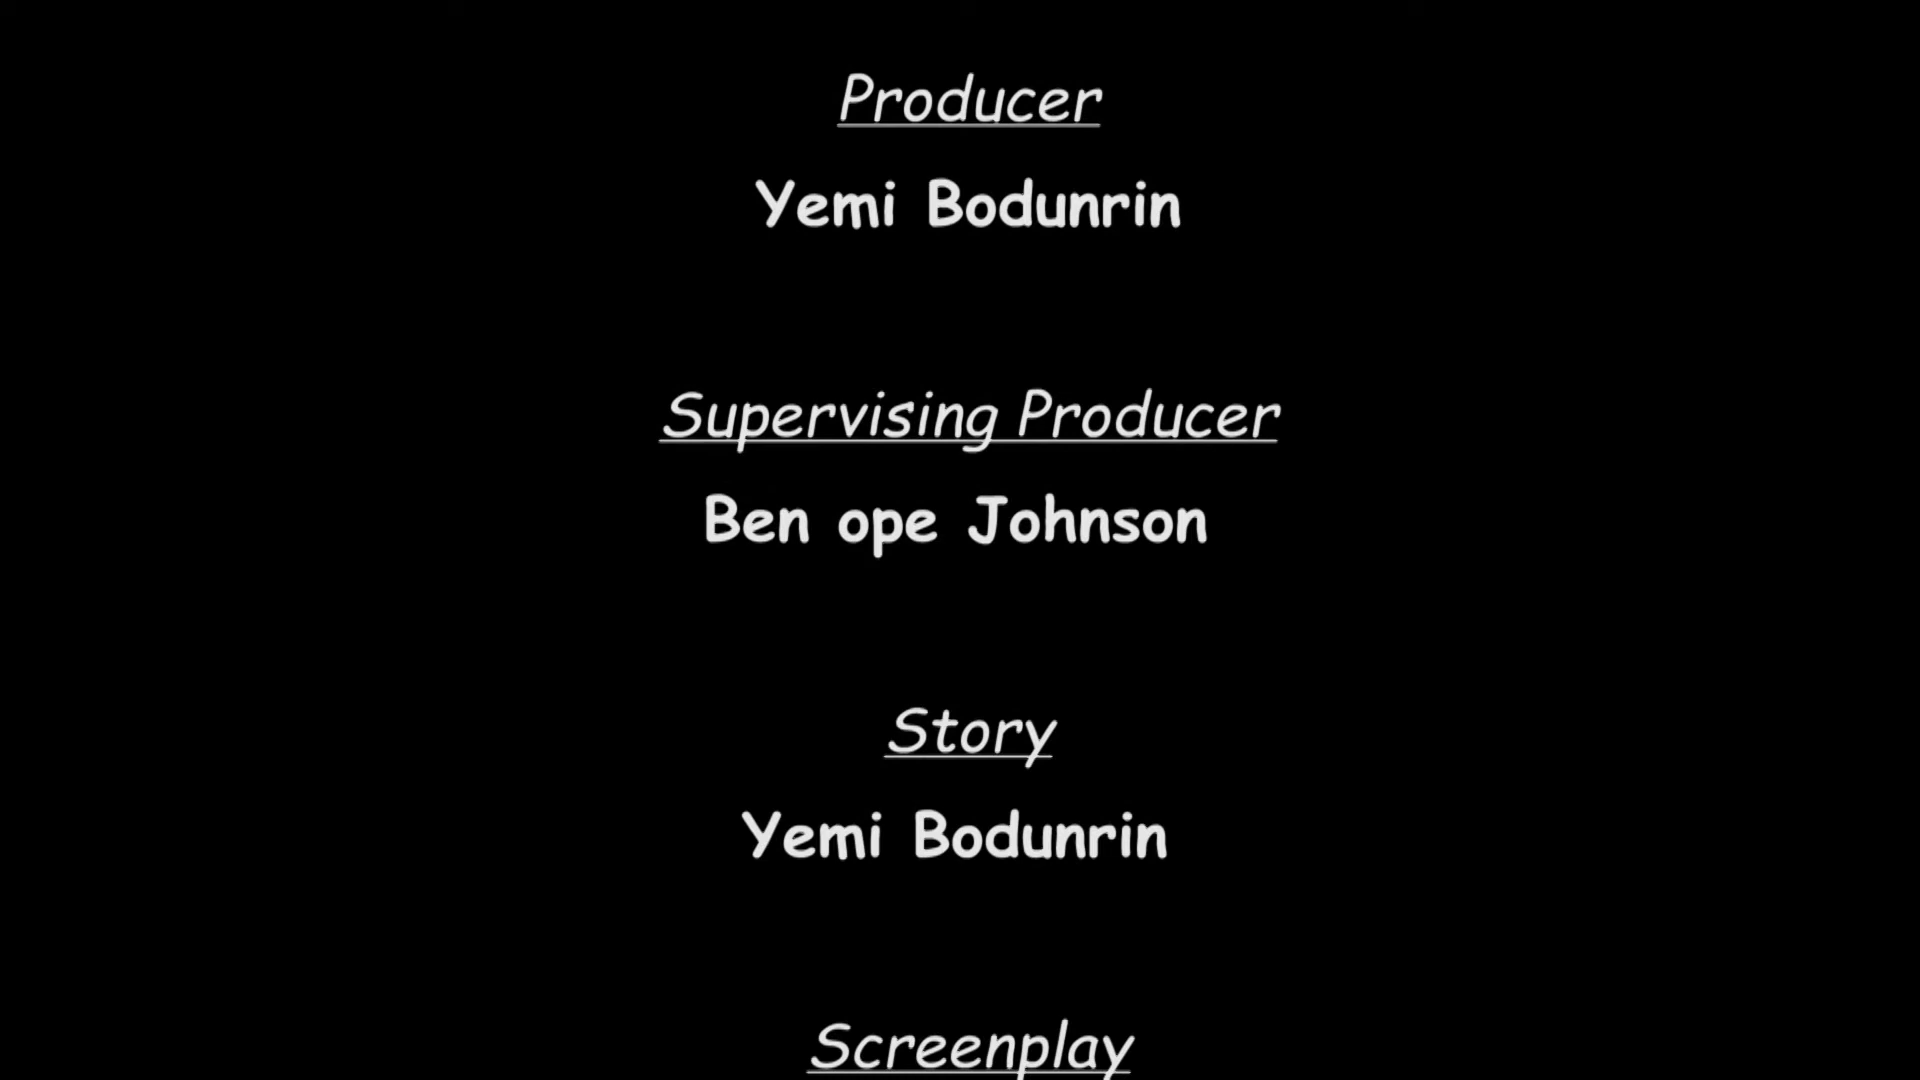 Producer
Yemi Bodunrin
Supervising Producer
Ben ope Johnson
Story
Yemi Bodunrin
Screenplay